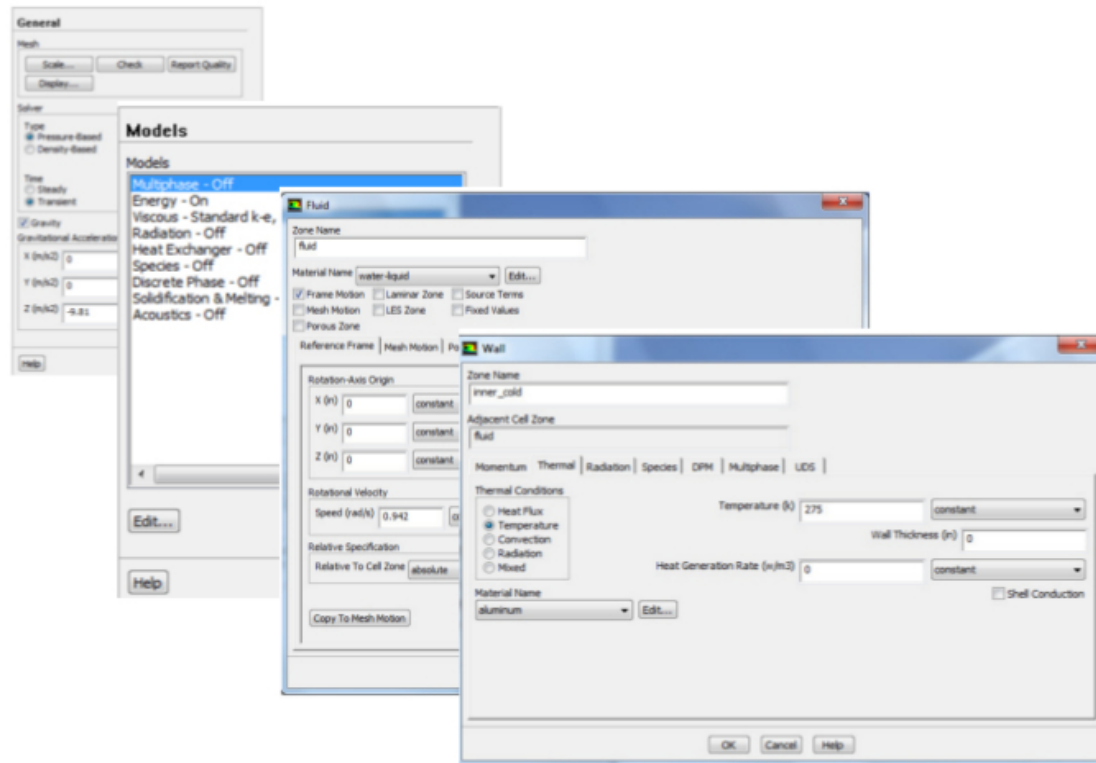 General
Mesh
Scale... Check Report Quality
Display...
Solver
Type
Pressure-Based
Density-Based
Time
Steady
Transient
Gravity
Gravitational Acceleration
X (m/s2) 0
Y (m/s2) 0
Z (m/s2) -9.81
Help
Models
Models
Multiphase - Off
Energy - On
Viscous - Standard k-e,
Radiation - Off
Heat Exchanger - Off
Species - Off
Discrete Phase - Off
Solidification & Melting -
Acoustics - Off
Edit...
Help
Fluid
Zone Name
fluid
Material Name water-liquid Edit...
Frame Motion Laminar Zone Source Terms
Mesh Motion LES Zone Fixed Values
Porous Zone
Reference Frame Mesh Motion Po
Rotation-Axis Origin
X (in) 0 constant
Y (in) 0 constant
Z (in) 0 constant
Rotational Velocity
Speed (rad/s) 0.942
Relative Specification
Relative To Cell Zone absolute
Copy To Mesh Motion
Wall
Zone Name
inner_cold
Adjacent Cell Zone
fluid
Momentum Thermal Radiation Species DPM Multiphase UDS
Thermal Conditions
Heat Flux
Temperature
Convection
Radiation
Mixed
Temperature (k) 275 constant
Wall Thickness (in) 0
Heat Generation Rate (w/m3) 0 constant
Shell Conduction
Material Name
aluminum Edit...
OK Cancel Help